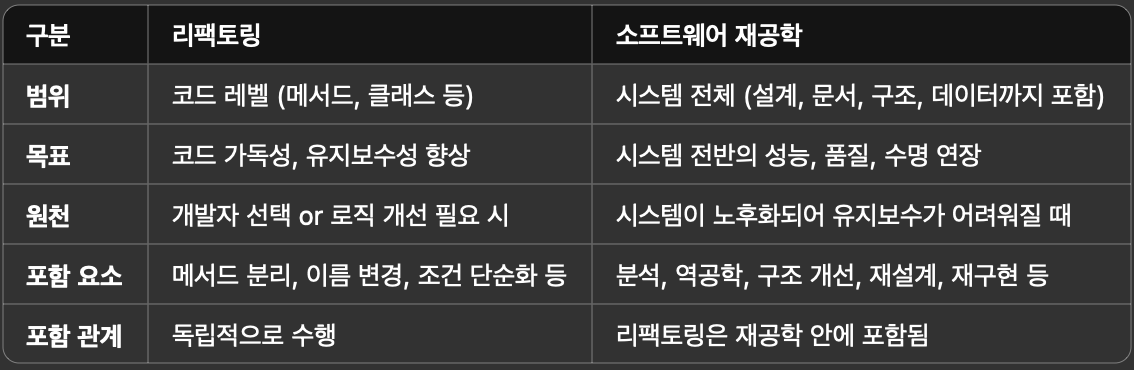 구분 리팩토링 소프트웨어 재공학
범위 코드 레벨 (메서드, 클래스 등) 시스템 전체 (설계, 문서, 구조, 데이터까지 포함)
목표 코드 가독성, 유지보수성 향상 시스템 전반의 성능, 품질, 수명 연장
원천 개발자 선택 or 로직 개선 필요 시 시스템이 노후화되어 유지보수가 어려워질 때
포함 요소 메서드 분리, 이름 변경, 조건 단순화 등 분석, 역공학, 구조 개선, 재설계, 재구현 등
포함 관계 독립적으로 수행 리팩토링은 재공학 안에 포함됨